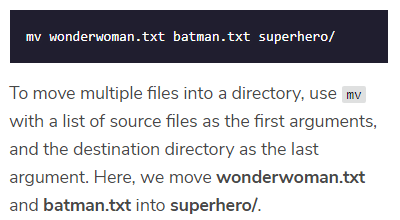 mv wonderwoman.txt batman.txt superhero/
To move multiple files into a directory, use mv
with a list of source files as the first arguments,
and the destination directory as the last
argument. Here, we move wonderwoman.txt
and batman.txt into superhero/.